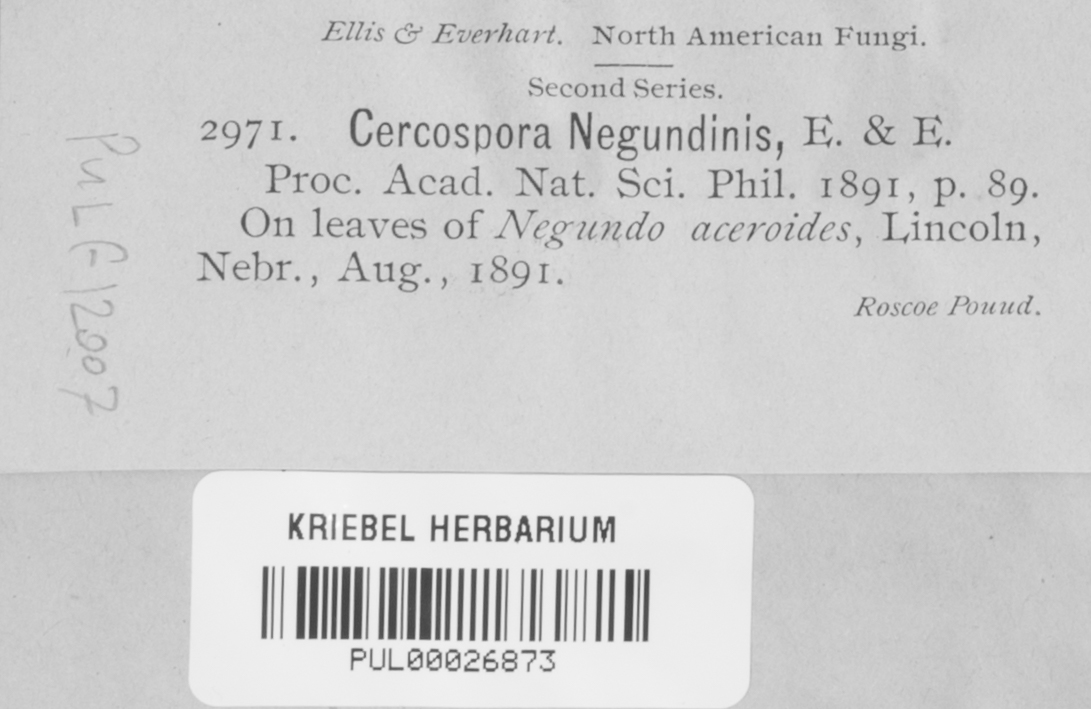 Ellis & Everhart. North American Fungi.
Second Series.
2971. Cercospora Negundinis, E. & E.
Proc. Acad. Nat. Sci. Phil. 1891, p. 89.
On leaves of Negundo aceroides, Lincoln,
Nebr., Aug., 1891.
Roscoe Pouud.
PUL F12007
KRIEBEL HERBARIUM
PUL00026873